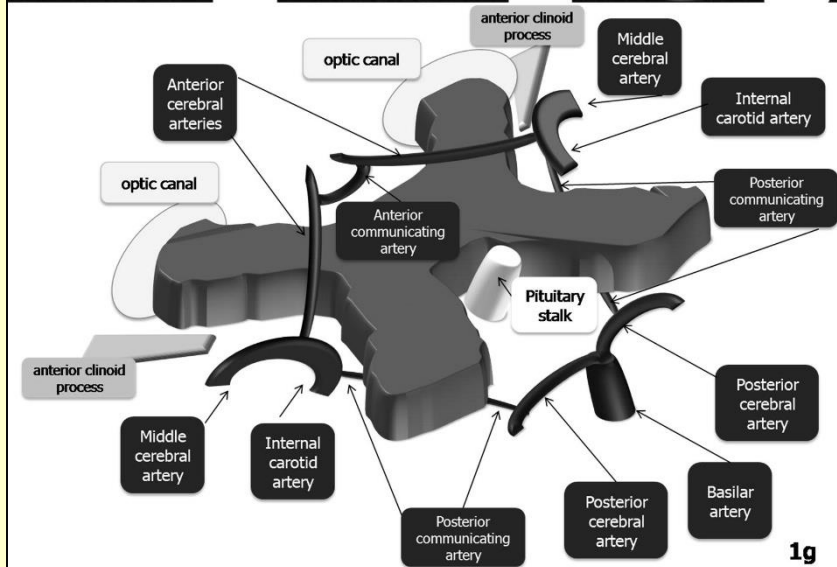 anterior clinoid
process
Middle
cerebral
artery
optic canal
Anterior
cerebral
arteries
Internal
carotid artery
optic canal
Posterior
communicating
artery
Anterior
communicating
artery
Pituitary
stalk
anterior clinoid
process
Posterior
cerebral
artery
Middle
cerebral
artery
Internal
carotid
artery
Posterior
communicating
artery
Posterior
cerebral
artery
Basilar
artery
1g